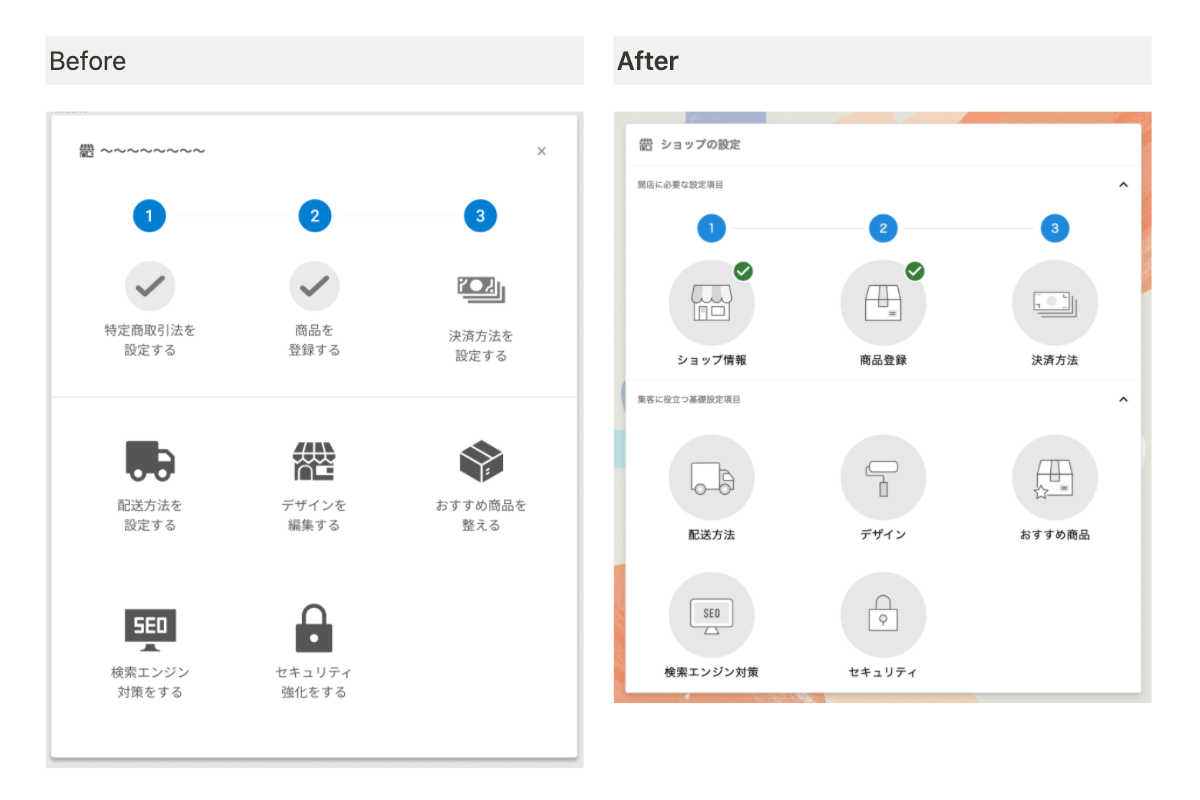 Before
〜〜〜〜〜〜〜〜
×
1
2
3
特定商取引法を
設定する
商品を
登録する
決済方法を
設定する
配送方法を
設定する
デザインを
編集する
おすすめ商品を
整える
SEO
検索エンジン
対策をする
セキュリティ
強化をする
After
ショップの設定
開店に必要な設定項目
1
2
3
ショップ情報
商品登録
決済方法
集客に役立つ基礎設定項目
配送方法
デザイン
おすすめ商品
SEO
検索エンジン対策
セキュリティ